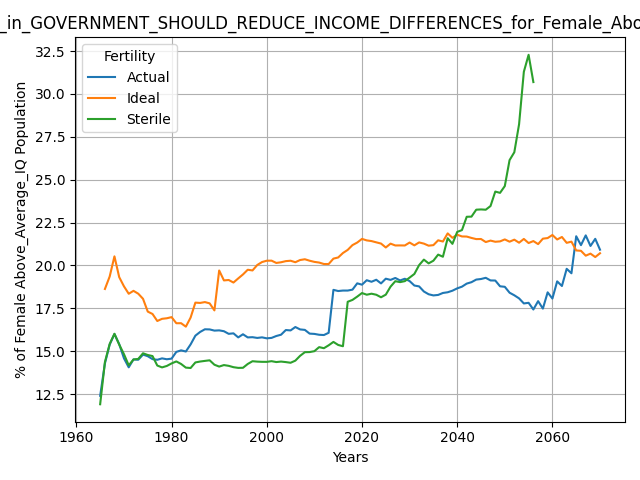 _in_GOVERNMENT_SHOULD_REDUCE_INCOME_DIFFERENCES_for_Female_Abo
Fertility
Actual
Ideal
Sterile
% of Female Above_Average_IQ Population
32.5
30.0
27.5
25.0
22.5
20.0
17.5
15.0
12.5
1960
1980
2000
2020
2040
2060
Years